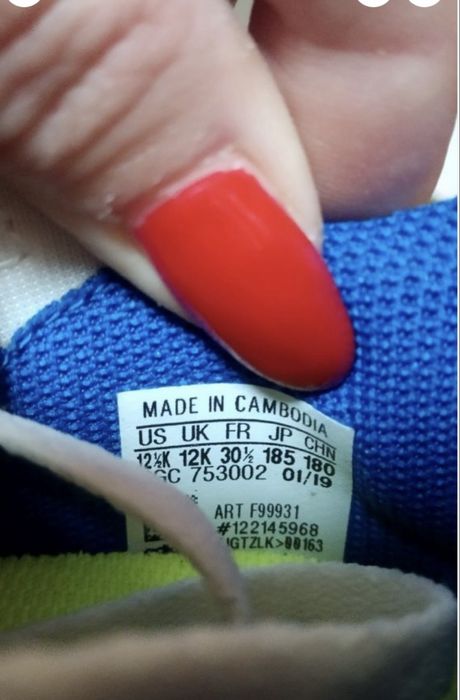 MADE IN CAMBODIA
US UK FR JP CHN
12½K 12K 30½ 185 180
GC 753002 01/19
ART F99931
#122145968